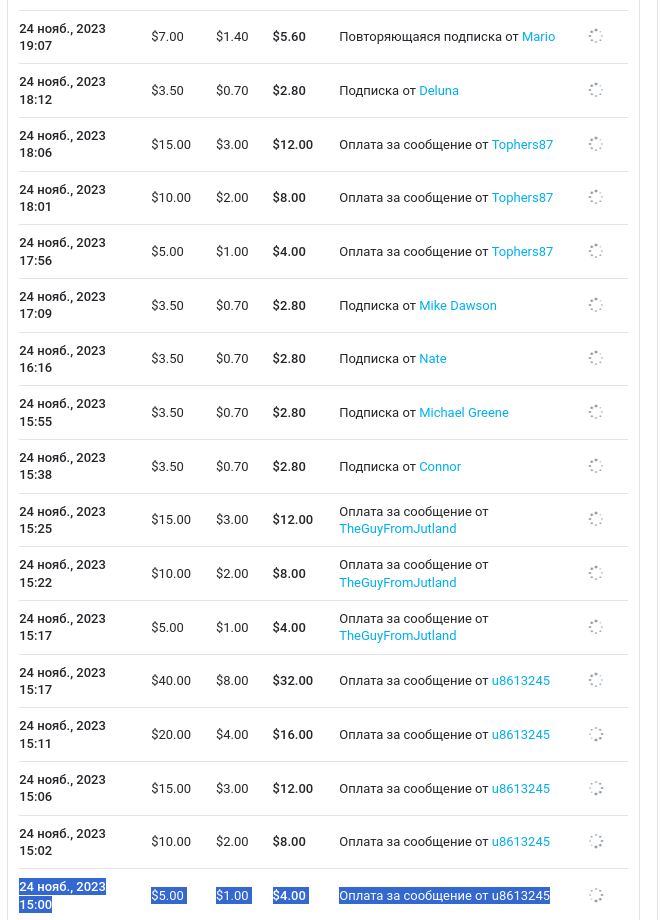 24 нояб., 2023
19:07
$7.00 $1.40 $5.60 Повторяющаяся подписка от Mario
24 нояб., 2023
18:12
$3.50 $0.70 $2.80 Подписка от Deluna
24 нояб., 2023
18:06
$15.00 $3.00 $12.00 Оплата за сообщение от Tophers87
24 нояб., 2023
18:01
$10.00 $2.00 $8.00 Оплата за сообщение от Tophers87
24 нояб., 2023
17:56
$5.00 $1.00 $4.00 Оплата за сообщение от Tophers87
24 нояб., 2023
17:09
$3.50 $0.70 $2.80 Подписка от Mike Dawson
24 нояб., 2023
16:16
$3.50 $0.70 $2.80 Подписка от Nate
24 нояб., 2023
15:55
$3.50 $0.70 $2.80 Подписка от Michael Greene
24 нояб., 2023
15:38
$3.50 $0.70 $2.80 Подписка от Connor
24 нояб., 2023
15:25
$15.00 $3.00 $12.00 Оплата за сообщение от
TheGuyFromJutland
24 нояб., 2023
15:22
$10.00 $2.00 $8.00 Оплата за сообщение от
TheGuyFromJutland
24 нояб., 2023
15:17
$5.00 $1.00 $4.00 Оплата за сообщение от
TheGuyFromJutland
24 нояб., 2023
15:17
$40.00 $8.00 $32.00 Оплата за сообщение от u8613245
24 нояб., 2023
15:11
$20.00 $4.00 $16.00 Оплата за сообщение от u8613245
24 нояб., 2023
15:06
$15.00 $3.00 $12.00 Оплата за сообщение от u8613245
24 нояб., 2023
15:02
$10.00 $2.00 $8.00 Оплата за сообщение от u8613245
24 нояб., 2023
15:00
$5.00 $1.00 $4.00 Оплата за сообщение от u8613245